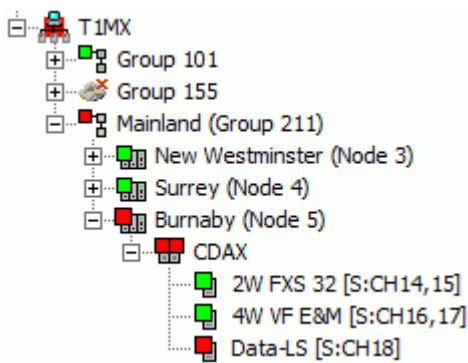 T1MX
Group 101
Group 155
Mainland (Group 211)
New Westminster (Node 3)
Surrey (Node 4)
Burnaby (Node 5)
CDAX
2W FXS 32 [S:CH14,15]
4W VF E&M [S:CH16,17]
Data-LS [S:CH18]